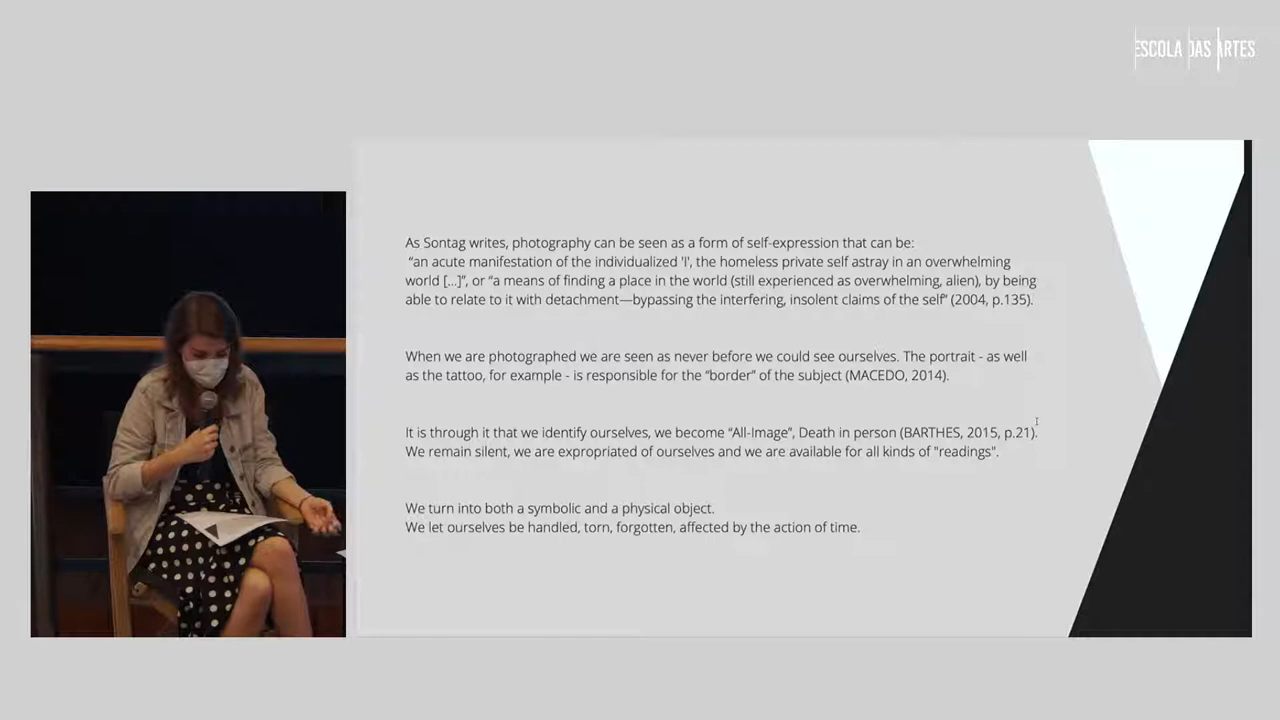 ESCOLA DAS ARTES
As Sontag writes, photography can be seen as a form of self-expression that can be:
“an acute manifestation of the individualized 'I', the homeless private self astray in an overwhelming
world [...]”, or “a means of finding a place in the world (still experienced as overwhelming, alien), by being
able to relate to it with detachment—bypassing the interfering, insolent claims of the self” (2004, p.135).
When we are photographed we are seen as never before we could see ourselves. The portrait - as well
as the tattoo, for example - is responsible for the “border” of the subject (MACEDO, 2014).
It is through it that we identify ourselves, we become “All-Image”, Death in person (BARTHES, 2015, p.21).
We remain silent, we are expropriated of ourselves and we are available for all kinds of "readings".
We turn into both a symbolic and a physical object.
We let ourselves be handled, torn, forgotten, affected by the action of time.